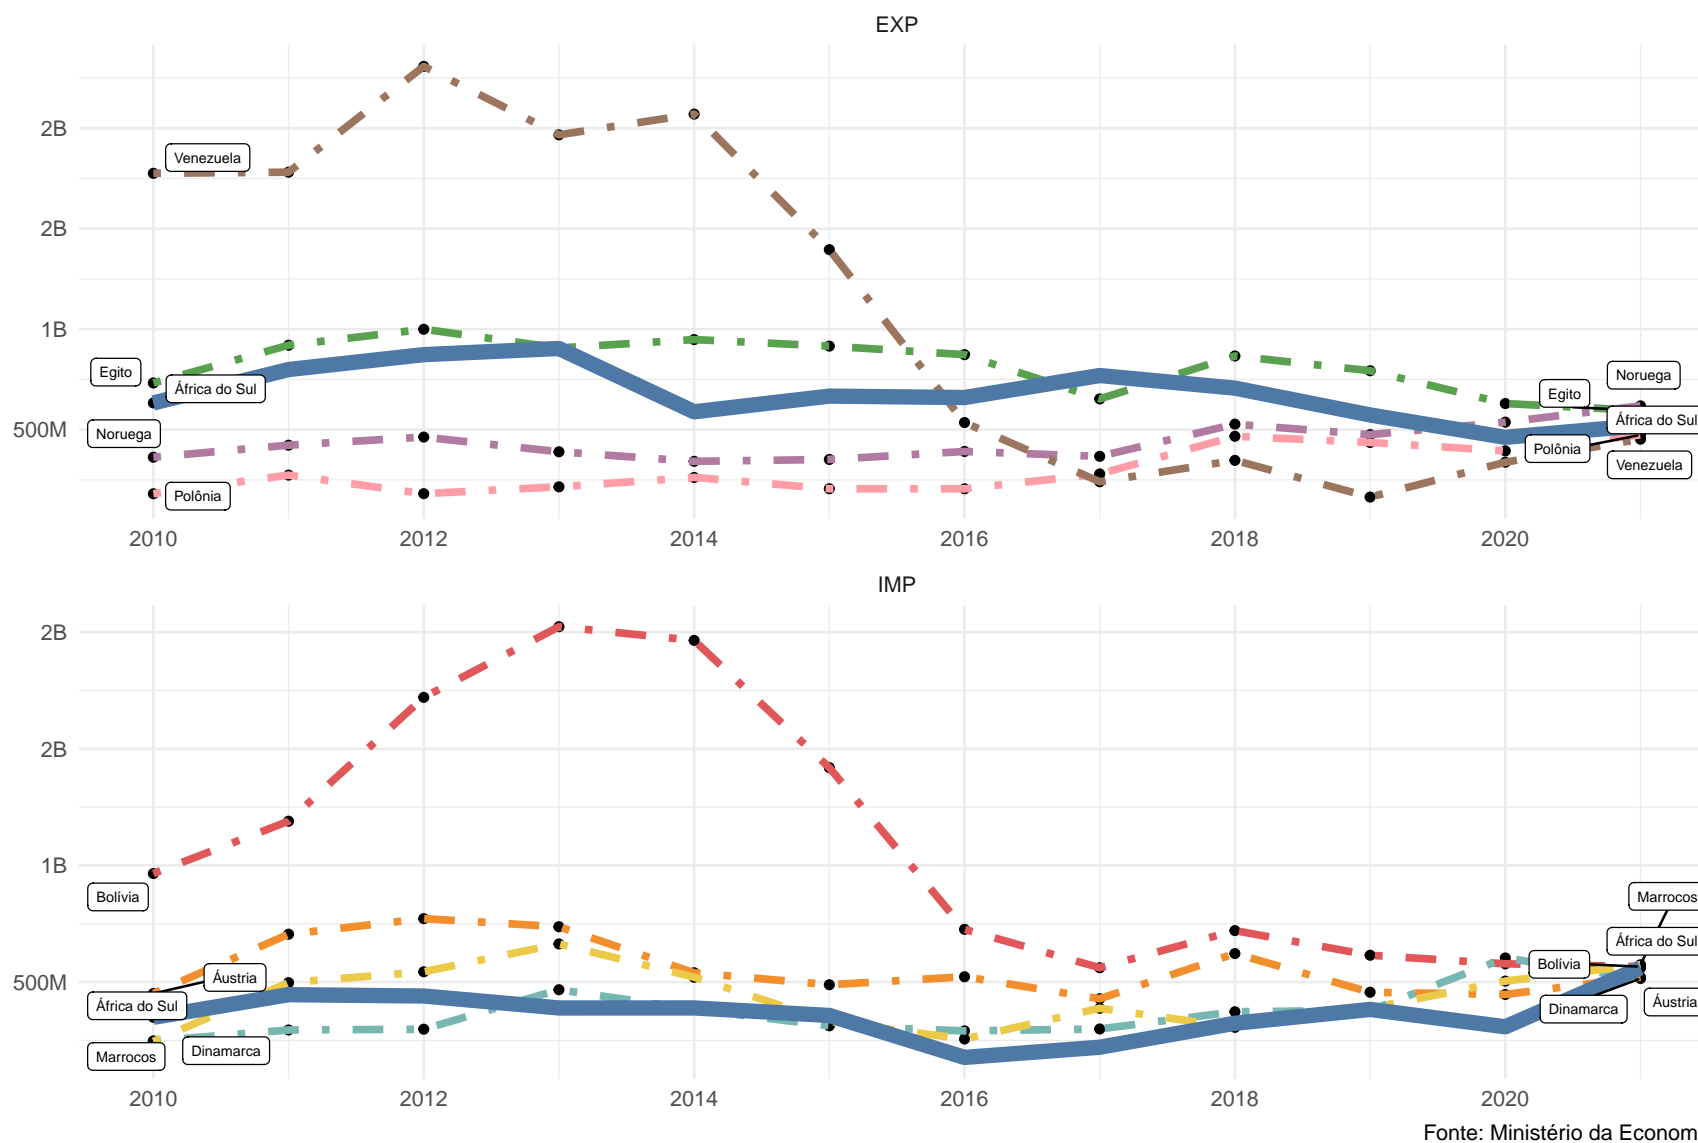 EXP
2B
Venezuela
2B
1B
Egito
África do Sul
Noruega
Egito
África do Sul
Noruega
500M
Polônia
Venezuela
Polônia
2010 2012 2014 2016 2018 2020
IMP
2B
2B
1B
Bolívia
Marrocos
África do Sul
Bolívia
Áustria
500M
África do Sul
Áustria
Dinamarca
Marrocos
Dinamarca
2010 2012 2014 2016 2018 2020
Fonte: Ministério da Econom